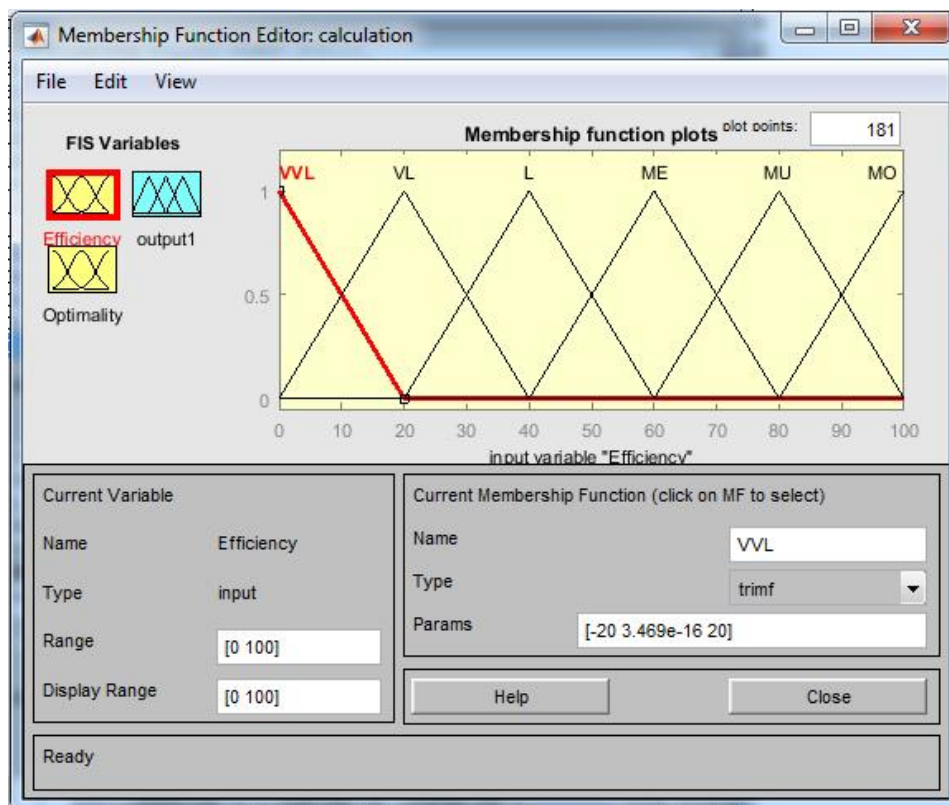 Membership Function Editor: calculation
File Edit View
FIS Variables
Efficiency
output1
Optimality
Membership function plots
plot points:
181
VVL VL L ME MU MO
1
0.5
0
0 10 20 30 40 50 60 70 80 90 100
input variable "Efficiency"
Current Variable
Name Efficiency
Type input
Range [0 100]
Display Range [0 100]
Current Membership Function (click on MF to select)
Name VVL
Type trimf
Params [-20 3.469e-16 20]
Help Close
Ready